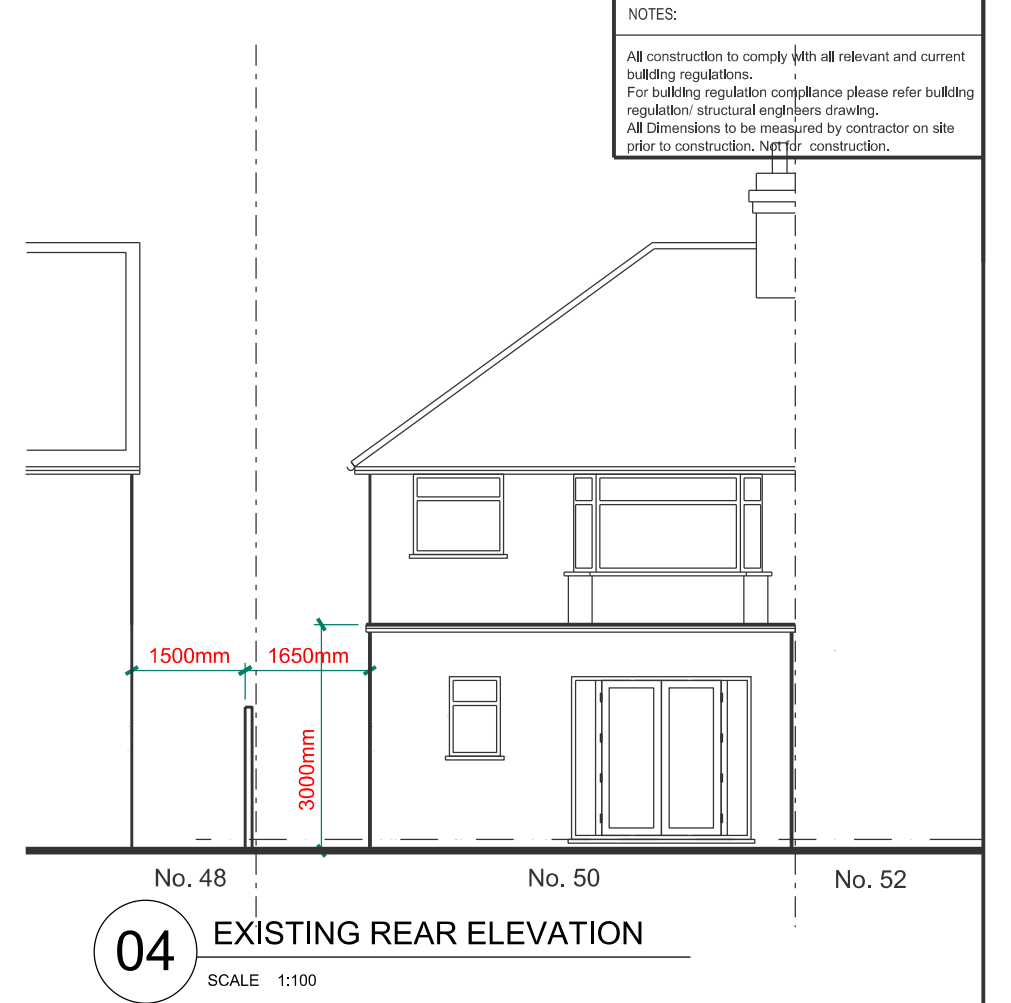 NOTES:
All construction to comply with all relevant and current
building regulations.
For building regulation compliance please refer building
regulation/ structural engineers drawing.
All Dimensions to be measured by contractor on site
prior to construction. Not for construction.
1500mm
1650mm
3000mm
No. 48
No. 50
No. 52
04
EXISTING REAR ELEVATION
SCALE 1:100